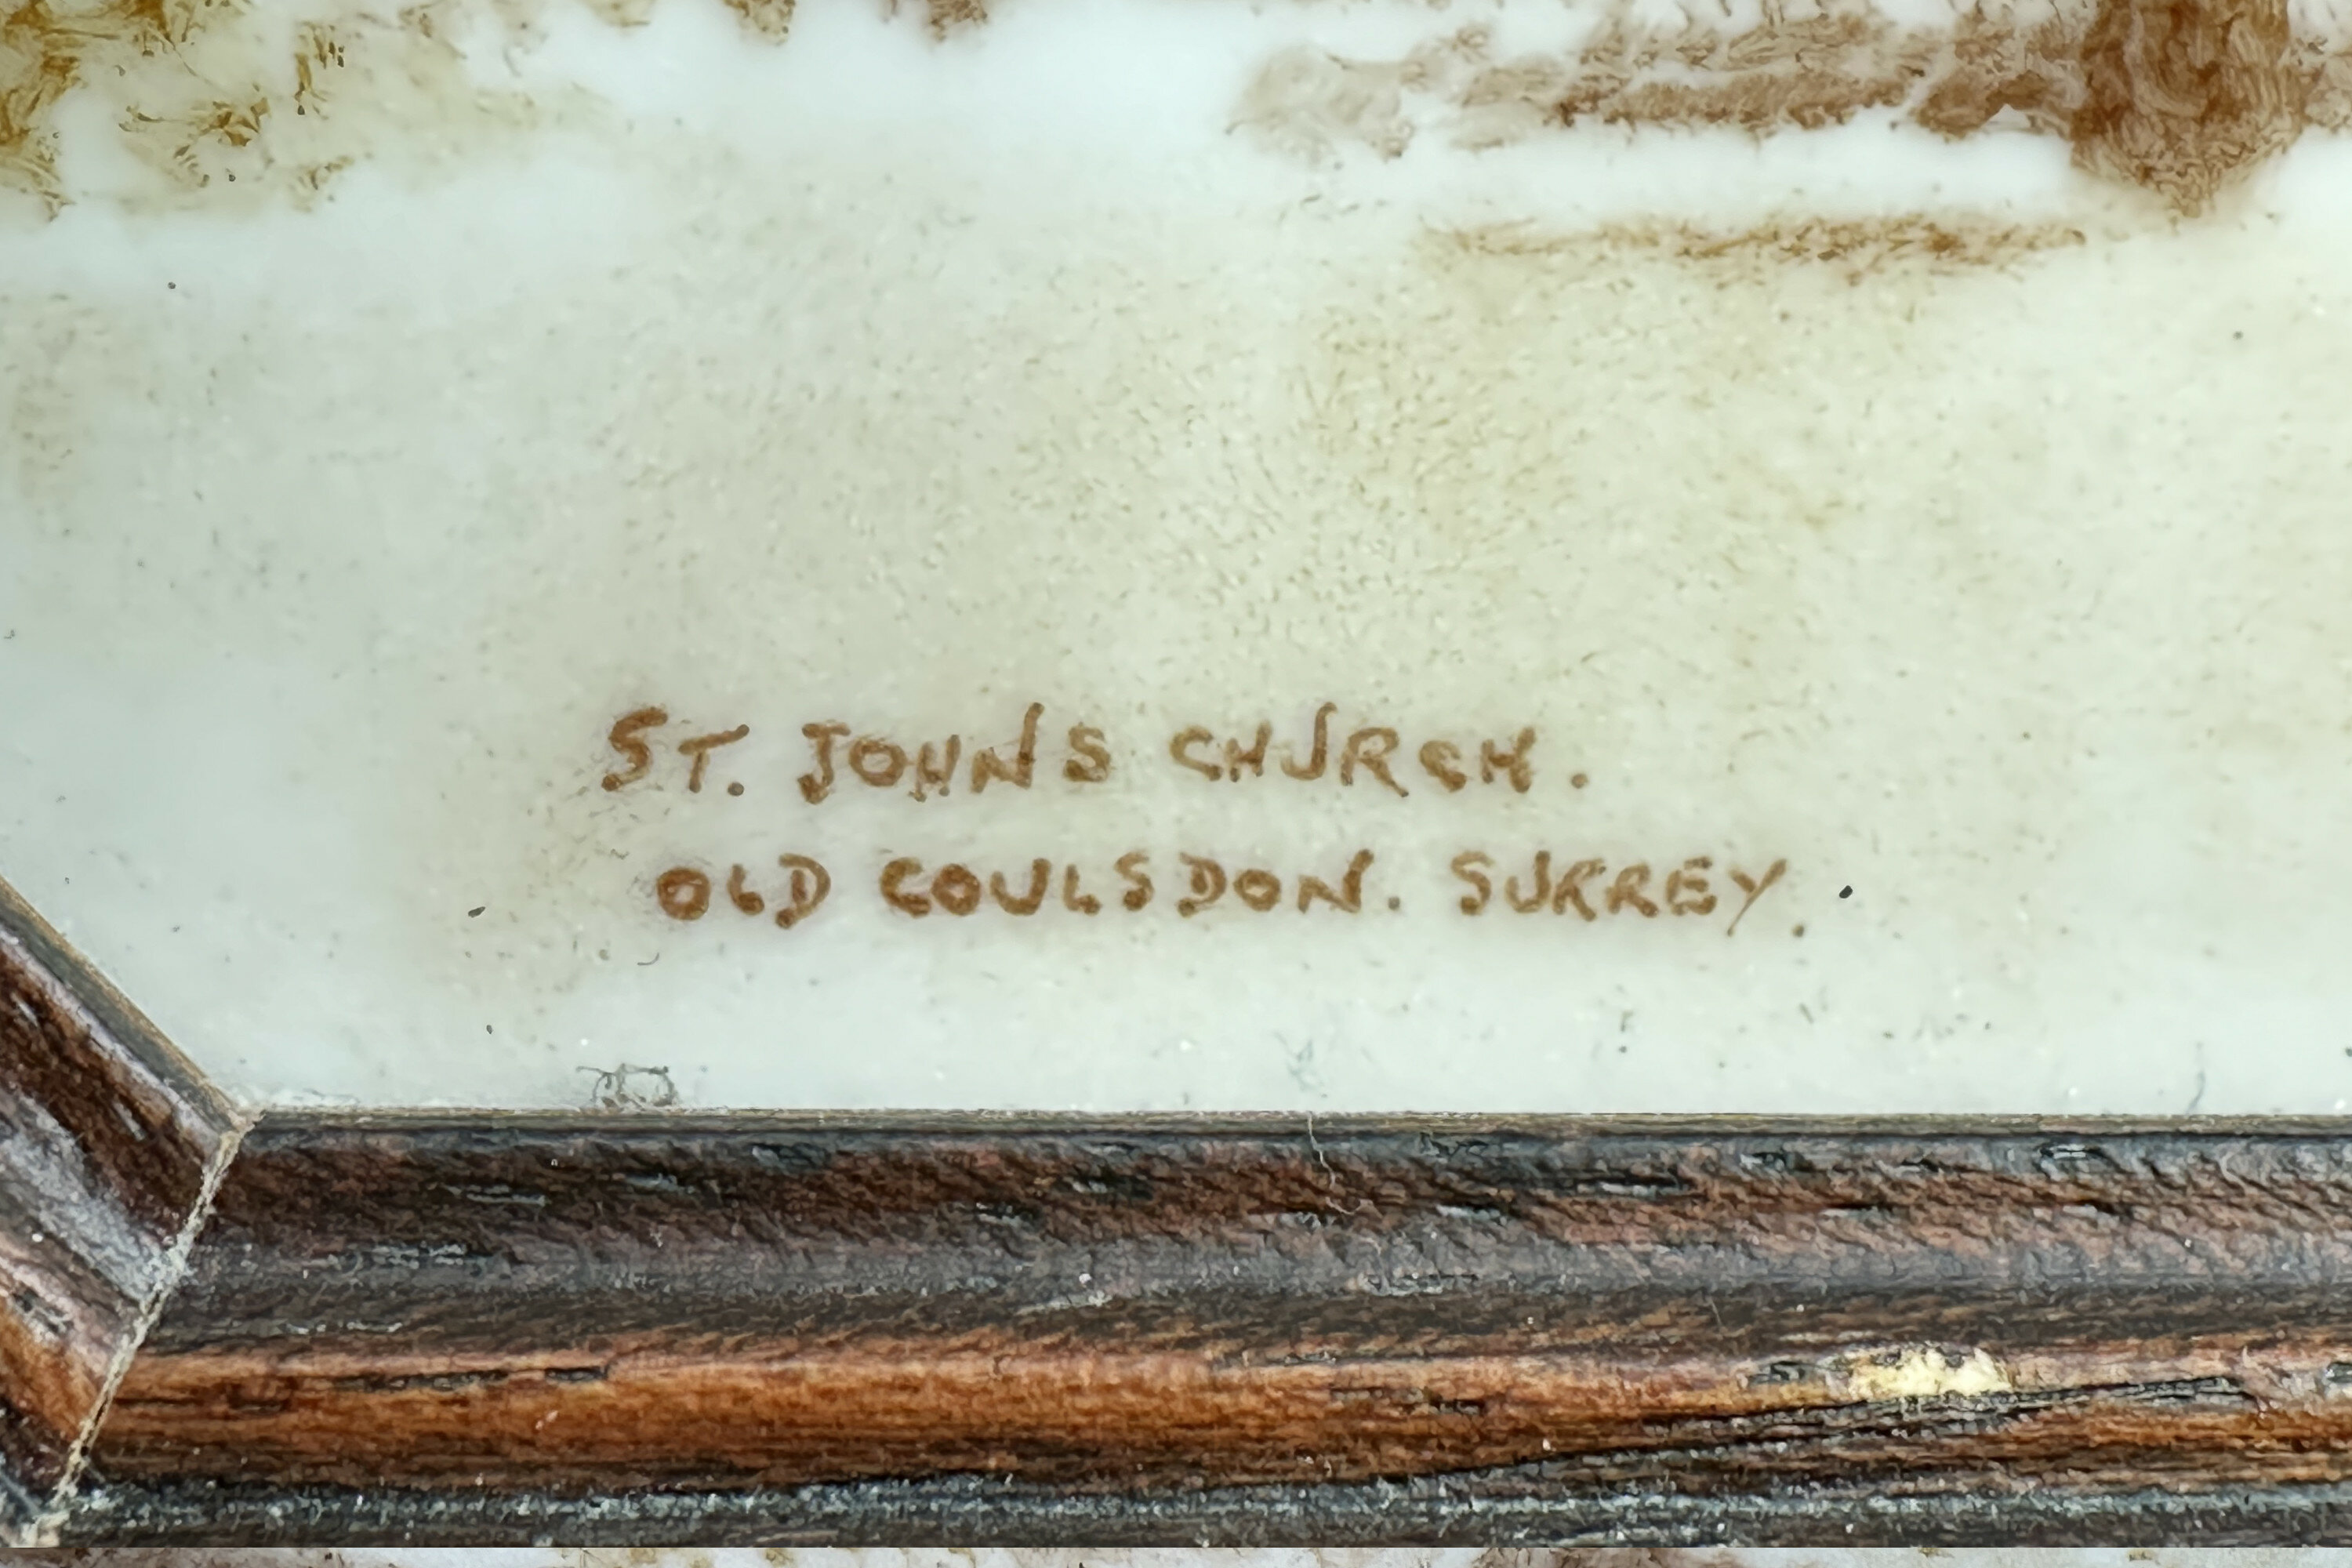 ST. JOHNS CHURCH.
OLD COULSDON. SURREY.